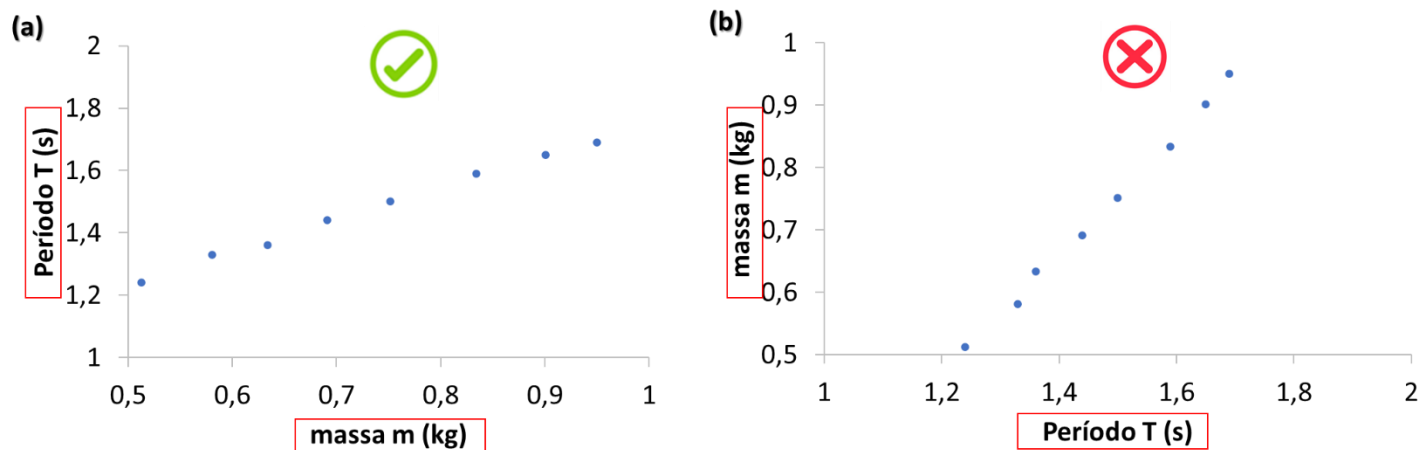 (a)
2
1,8
1,6
1,4
1,2
1
Período T (s)
0,5 0,6 0,7 0,8 0,9 1
massa m (kg)
(b)
1
0,9
0,8
0,7
0,6
0,5
massa m (kg)
1 1,2 1,4 1,6 1,8 2
Período T (s)